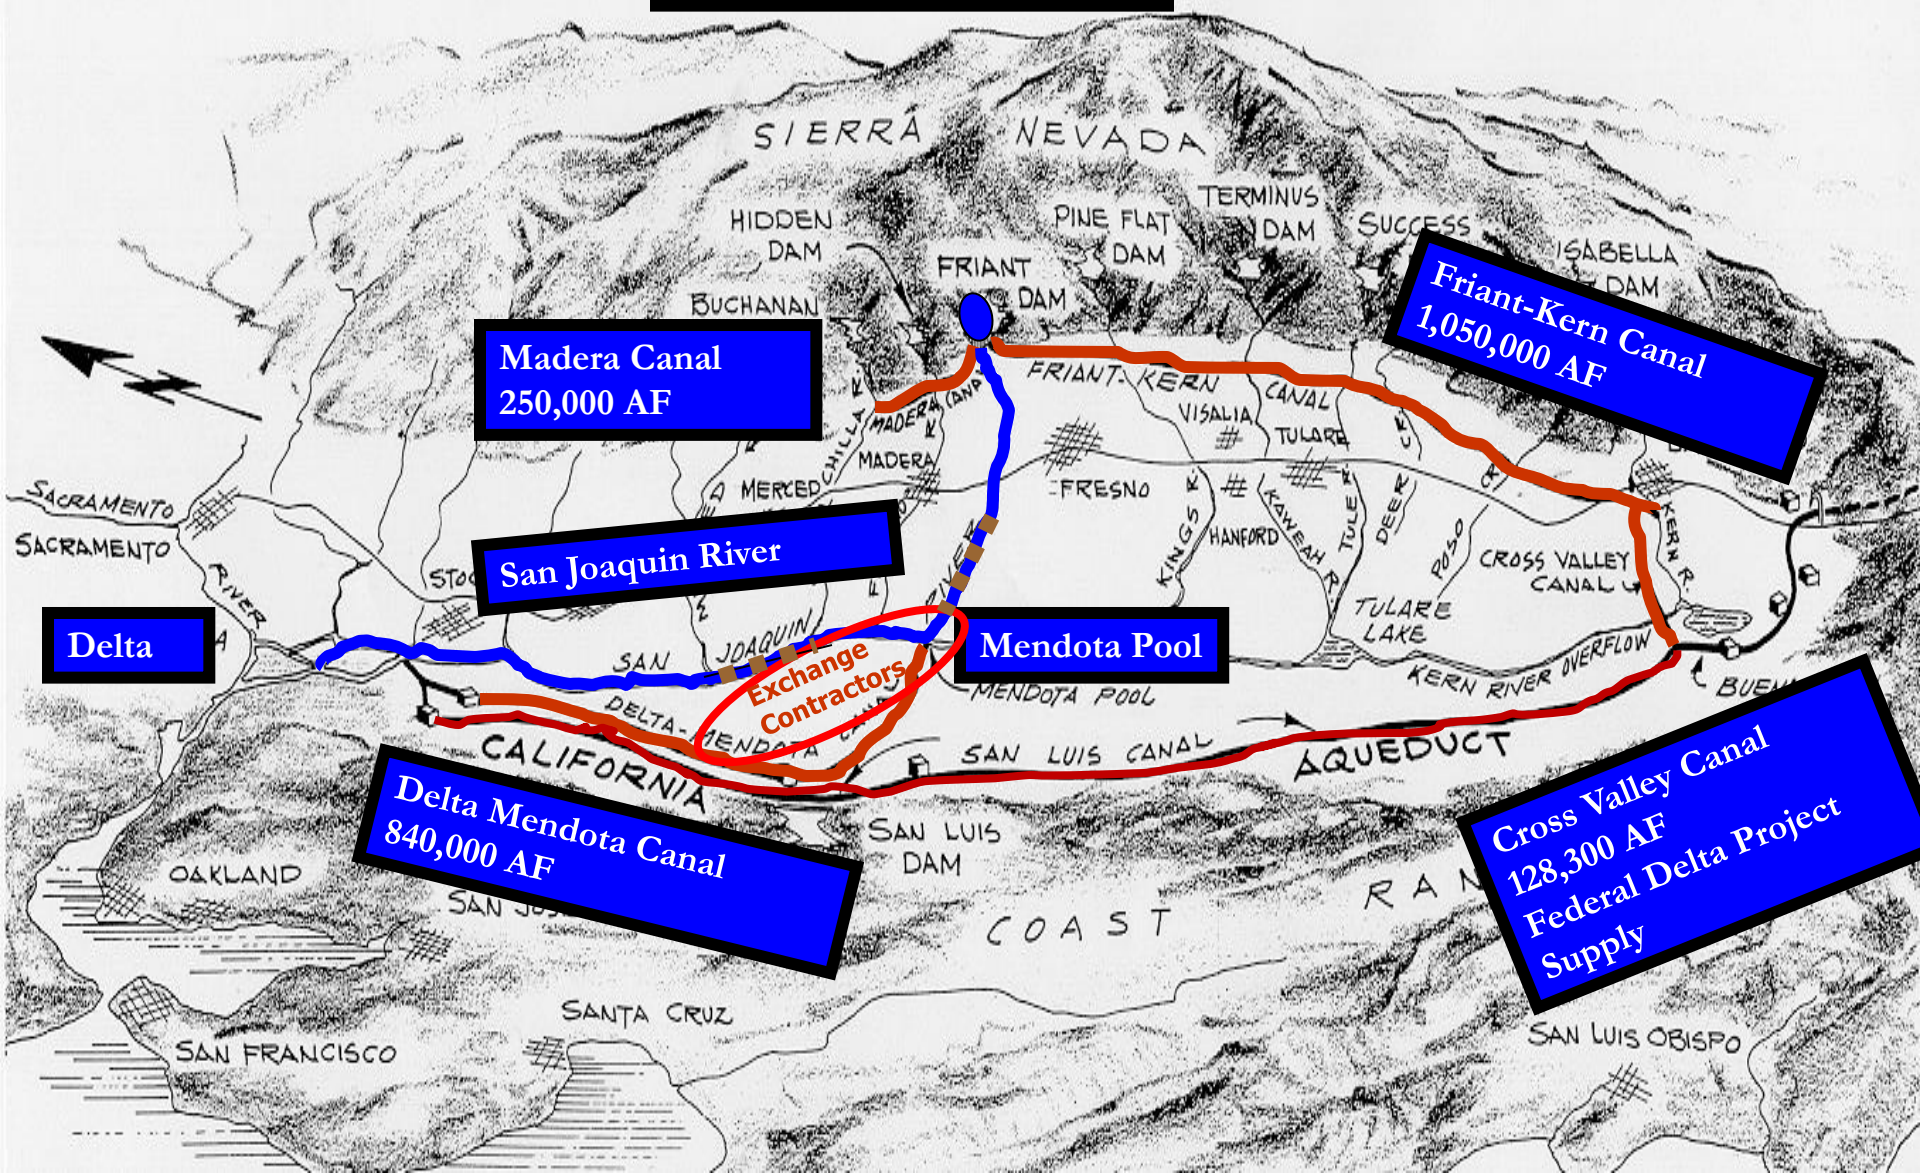 SIERRA NEVADA
HIDDEN
DAM
PINE FLAT
DAM
TERMINUS
DAM
SUCCESS
ISABELLA
DAM
FRIANT
DAM
BUCHANAN
Madera Canal
250,000 AF
Friant-Kern Canal
1,050,000 AF
MADERA
CANAL
FRIANT-KERN CANAL
VISALIA
TULARE
MADERA
CHILLA R
MERCED
FRESNO
KINGS R
HANFORD
KAWEAH R.
TULE R
DEER
POSO
KERN R.
CROSS VALLEY
CANAL
SACRAMENTO
SACRAMENTO
RIVER
San Joaquin River
RIVER
Delta
SAN JOAQUIN
Mendota Pool
Exchange
Contractors
TULARE
LAKE
KERN RIVER OVERFLOW
MENDOTA POOL
DELTA-MENDOTA CANAL
SAN LUIS CANAL
CALIFORNIA AQUEDUCT
Delta Mendota Canal
840,000 AF
Cross Valley Canal
128,300 AF
Federal Delta Project
Supply
SAN LUIS
DAM
OAKLAND
COAST
SANTA CRUZ
SAN FRANCISCO
SAN LUIS OBISPO